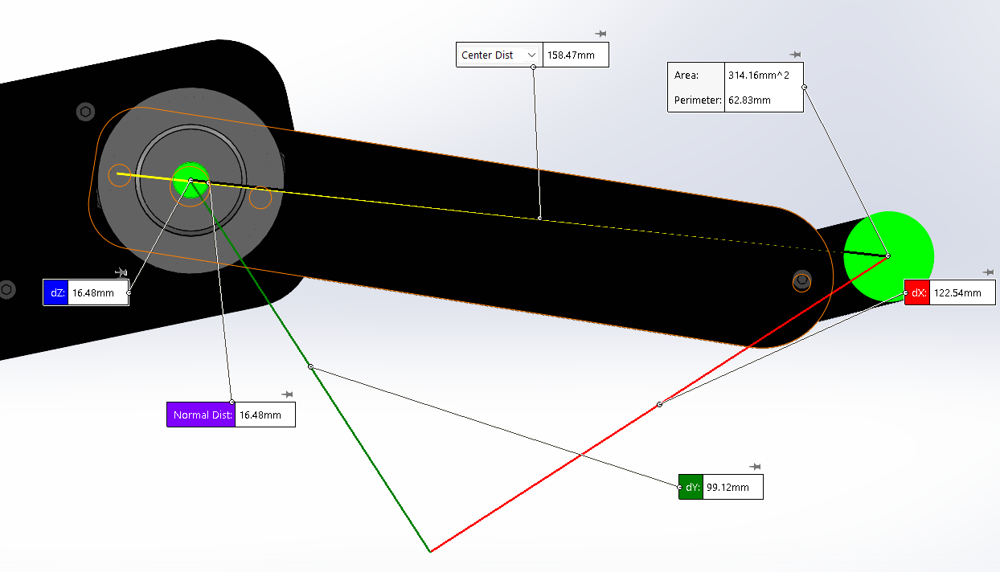 Center Dist 158.47mm
Area: 314.16mm^2
Perimeter: 62.83mm
dZ: 16.48mm
dX: 122.54mm
Normal Dist: 16.48mm
dY: 99.12mm